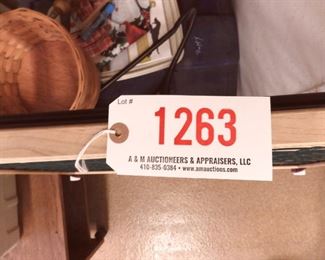 Lot #
1263
A & M AUCTIONEERS & APPRAISERS, LLC
410-835-0384 • www.amauctions.com